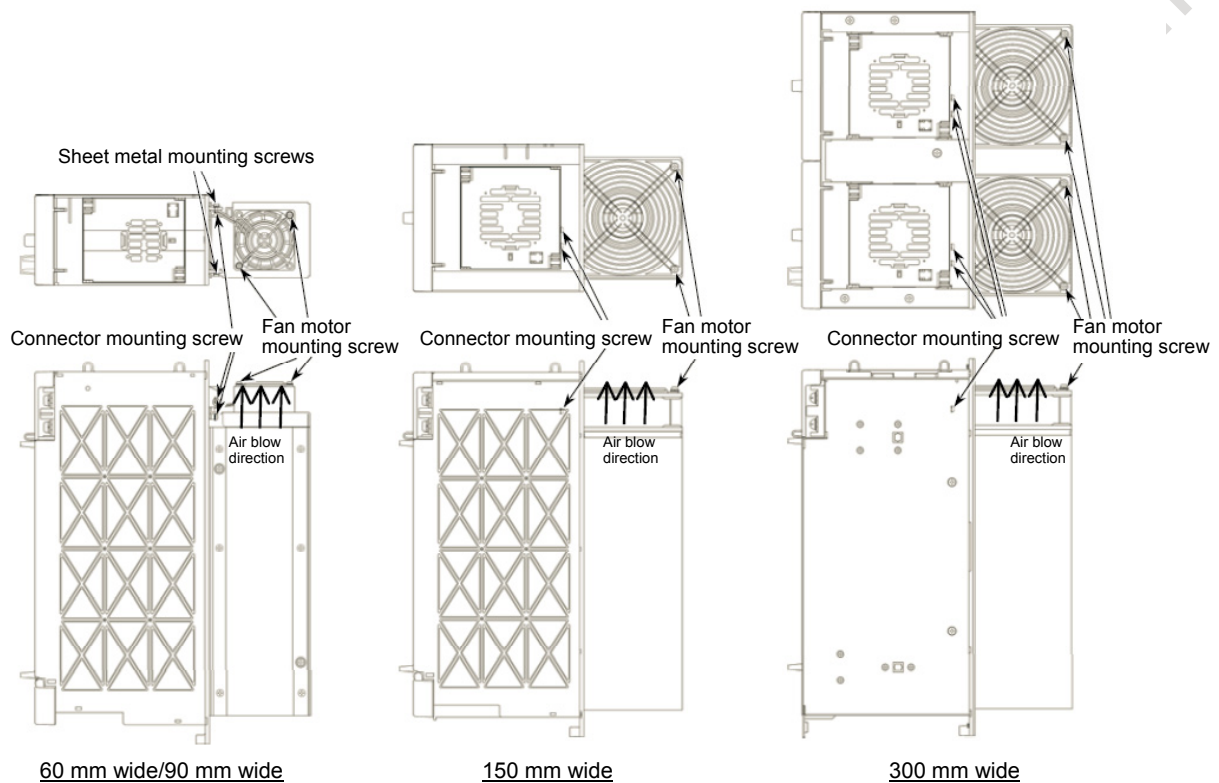 Sheet metal mounting screws
Connector mounting screw
Fan motor
mounting screw
Air blow
direction
60 mm wide/90 mm wide
Connector mounting screw
Fan motor
mounting screw
Air blow
direction
150 mm wide
Connector mounting screw
Fan motor
mounting screw
Air blow
direction
300 mm wide